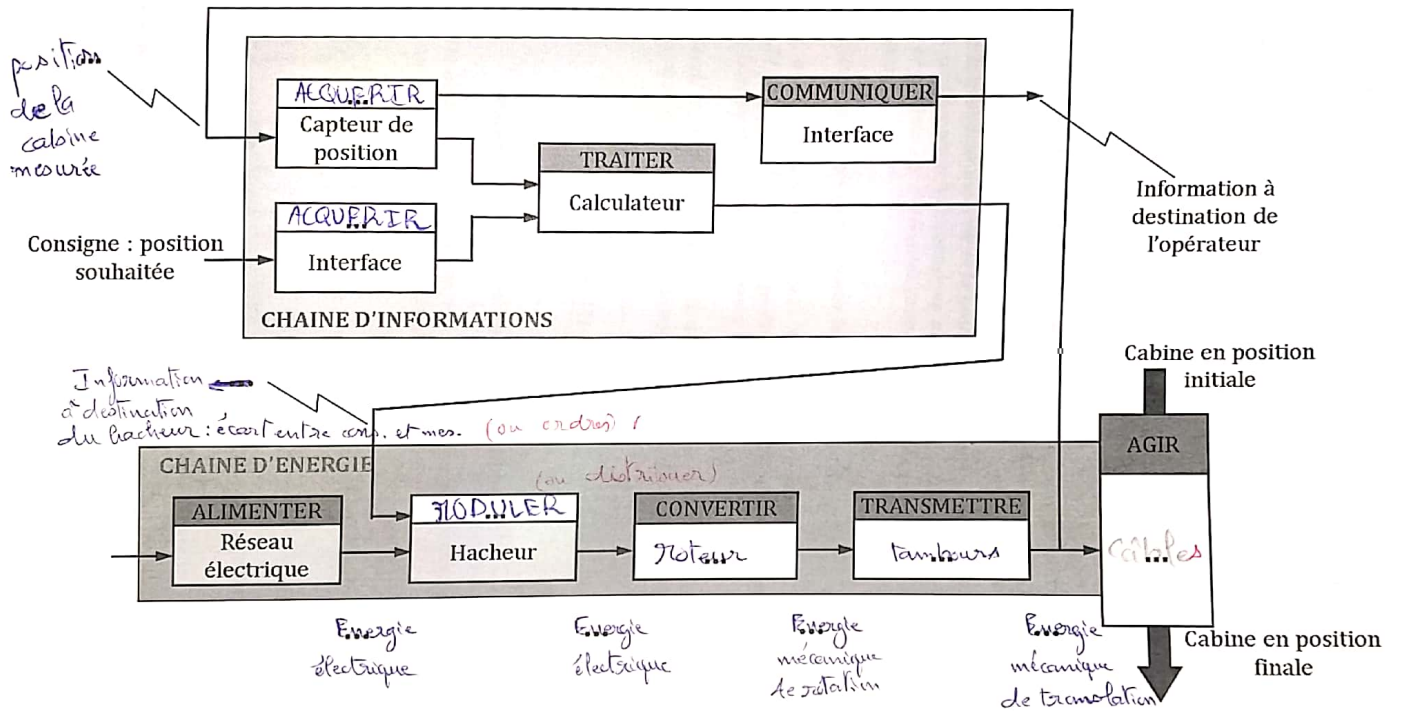 position
de la
cabine
mesurée
ACQUERIR
Capteur de
position
COMMUNIQUER
Interface
TRAITER
Calculateur
ACQUERIR
Interface
Consigne : position
souhaitée
Information à
destination de
l'opérateur
CHAINE D'INFORMATIONS
Information
à destination
du hacheur : écart entre cons. et mes. (ou ordres)
Cabine en position
initiale
CHAINE D'ENERGIE
(ou distribuer)
AGIR
Câbles
ALIMENTER
Réseau
électrique
MODULER
Hacheur
CONVERTIR
Moteur
TRANSMETTRE
tambours
Energie
électrique
Energie
électrique
Energie
mécanique
de rotation
Energie
mécanique
de translation
Cabine en position
finale